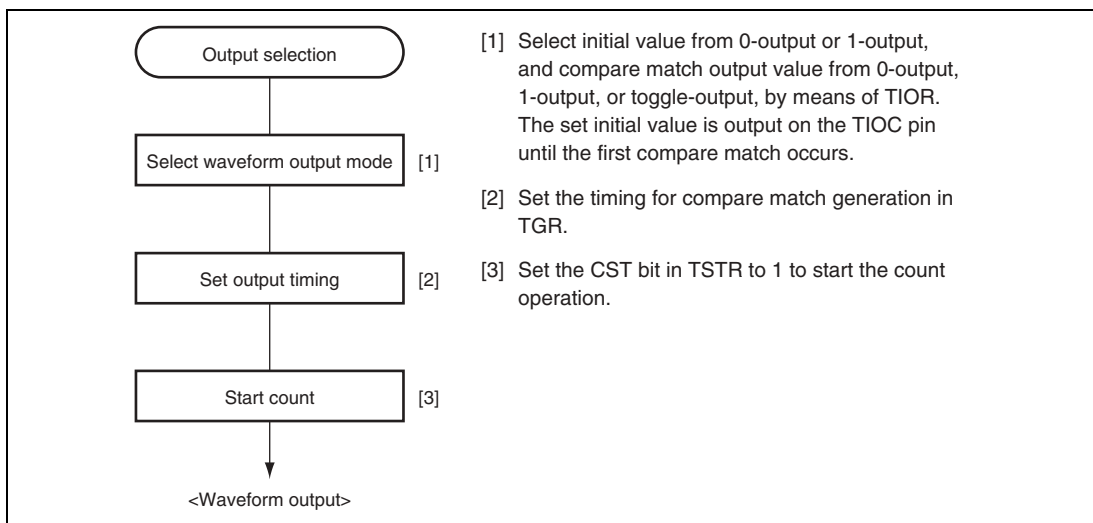 Output selection
Select waveform output mode [1]
Set output timing [2]
Start count [3]
<Waveform output>
[1] Select initial value from 0-output or 1-output,
and compare match output value from 0-output,
1-output, or toggle-output, by means of TIOR.
The set initial value is output on the TIOC pin
until the first compare match occurs.
[2] Set the timing for compare match generation in
TGR.
[3] Set the CST bit in TSTR to 1 to start the count
operation.